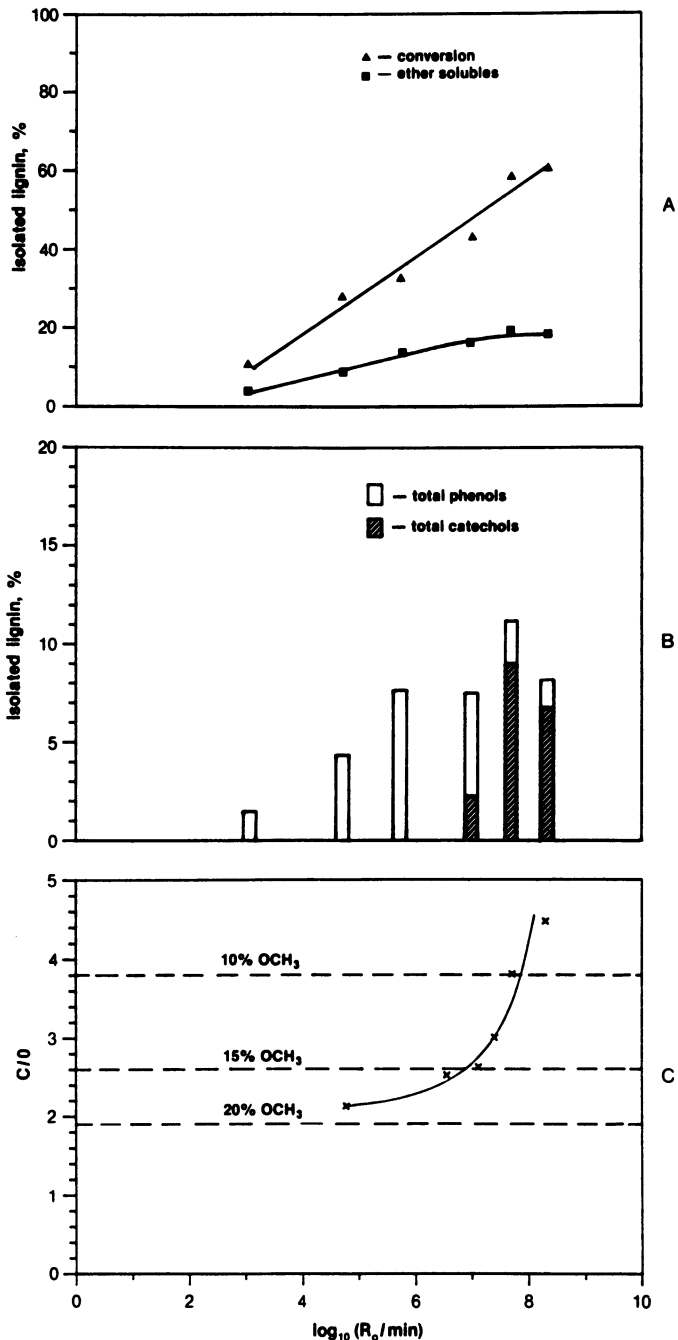 100
80
60
40
20
0
Isolated lignin, %
▲ – conversion
■ – ether solubles
A
20
15
10
5
0
Isolated lignin, %
– total phenols
– total catechols
B
5
4
3
2
1
0
C/0
10% OCH₃
15% OCH₃
20% OCH₃
C
0 2 4 6 8 10
log₁₀ (Rₒ/min)